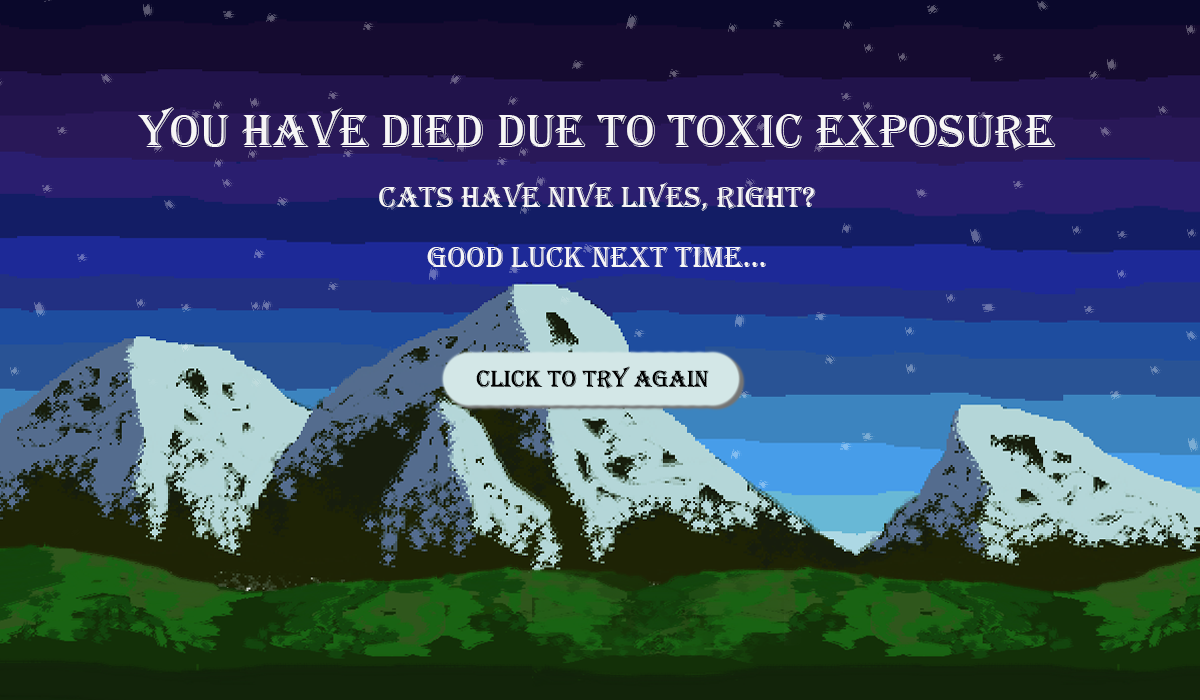 YOU HAVE DIED DUE TO TOXIC EXPOSURE
CATS HAVE NIVE LIVES, RIGHT?
GOOD LUCK NEXT TIME...
CLICK TO TRY AGAIN